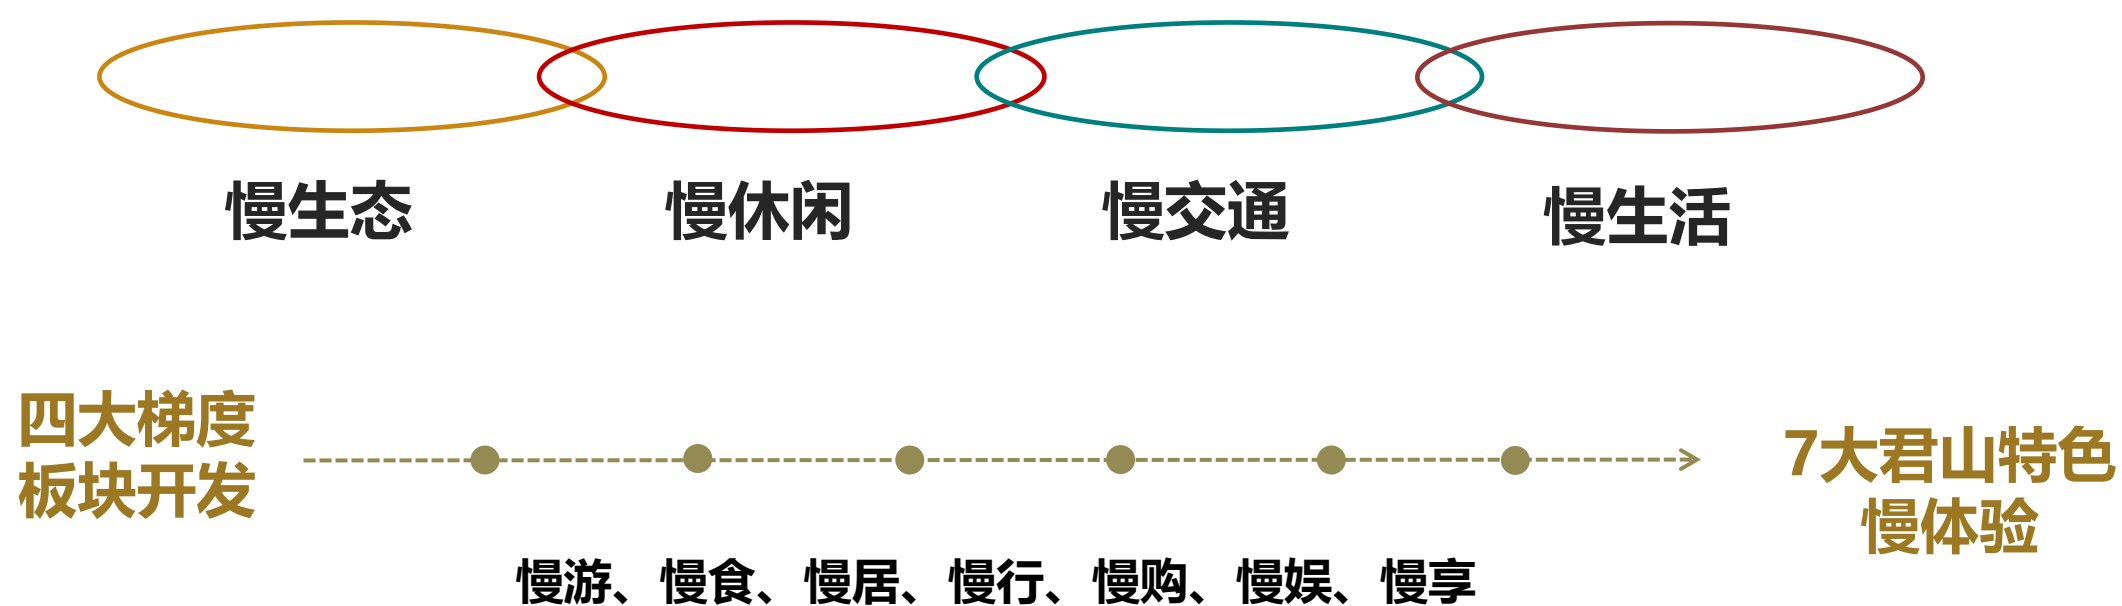 慢生态
慢休闲
慢交通
慢生活
四大梯度
板块开发
7大君山特色
慢体验
慢游、慢食、慢居、慢行、慢购、慢娱、慢享